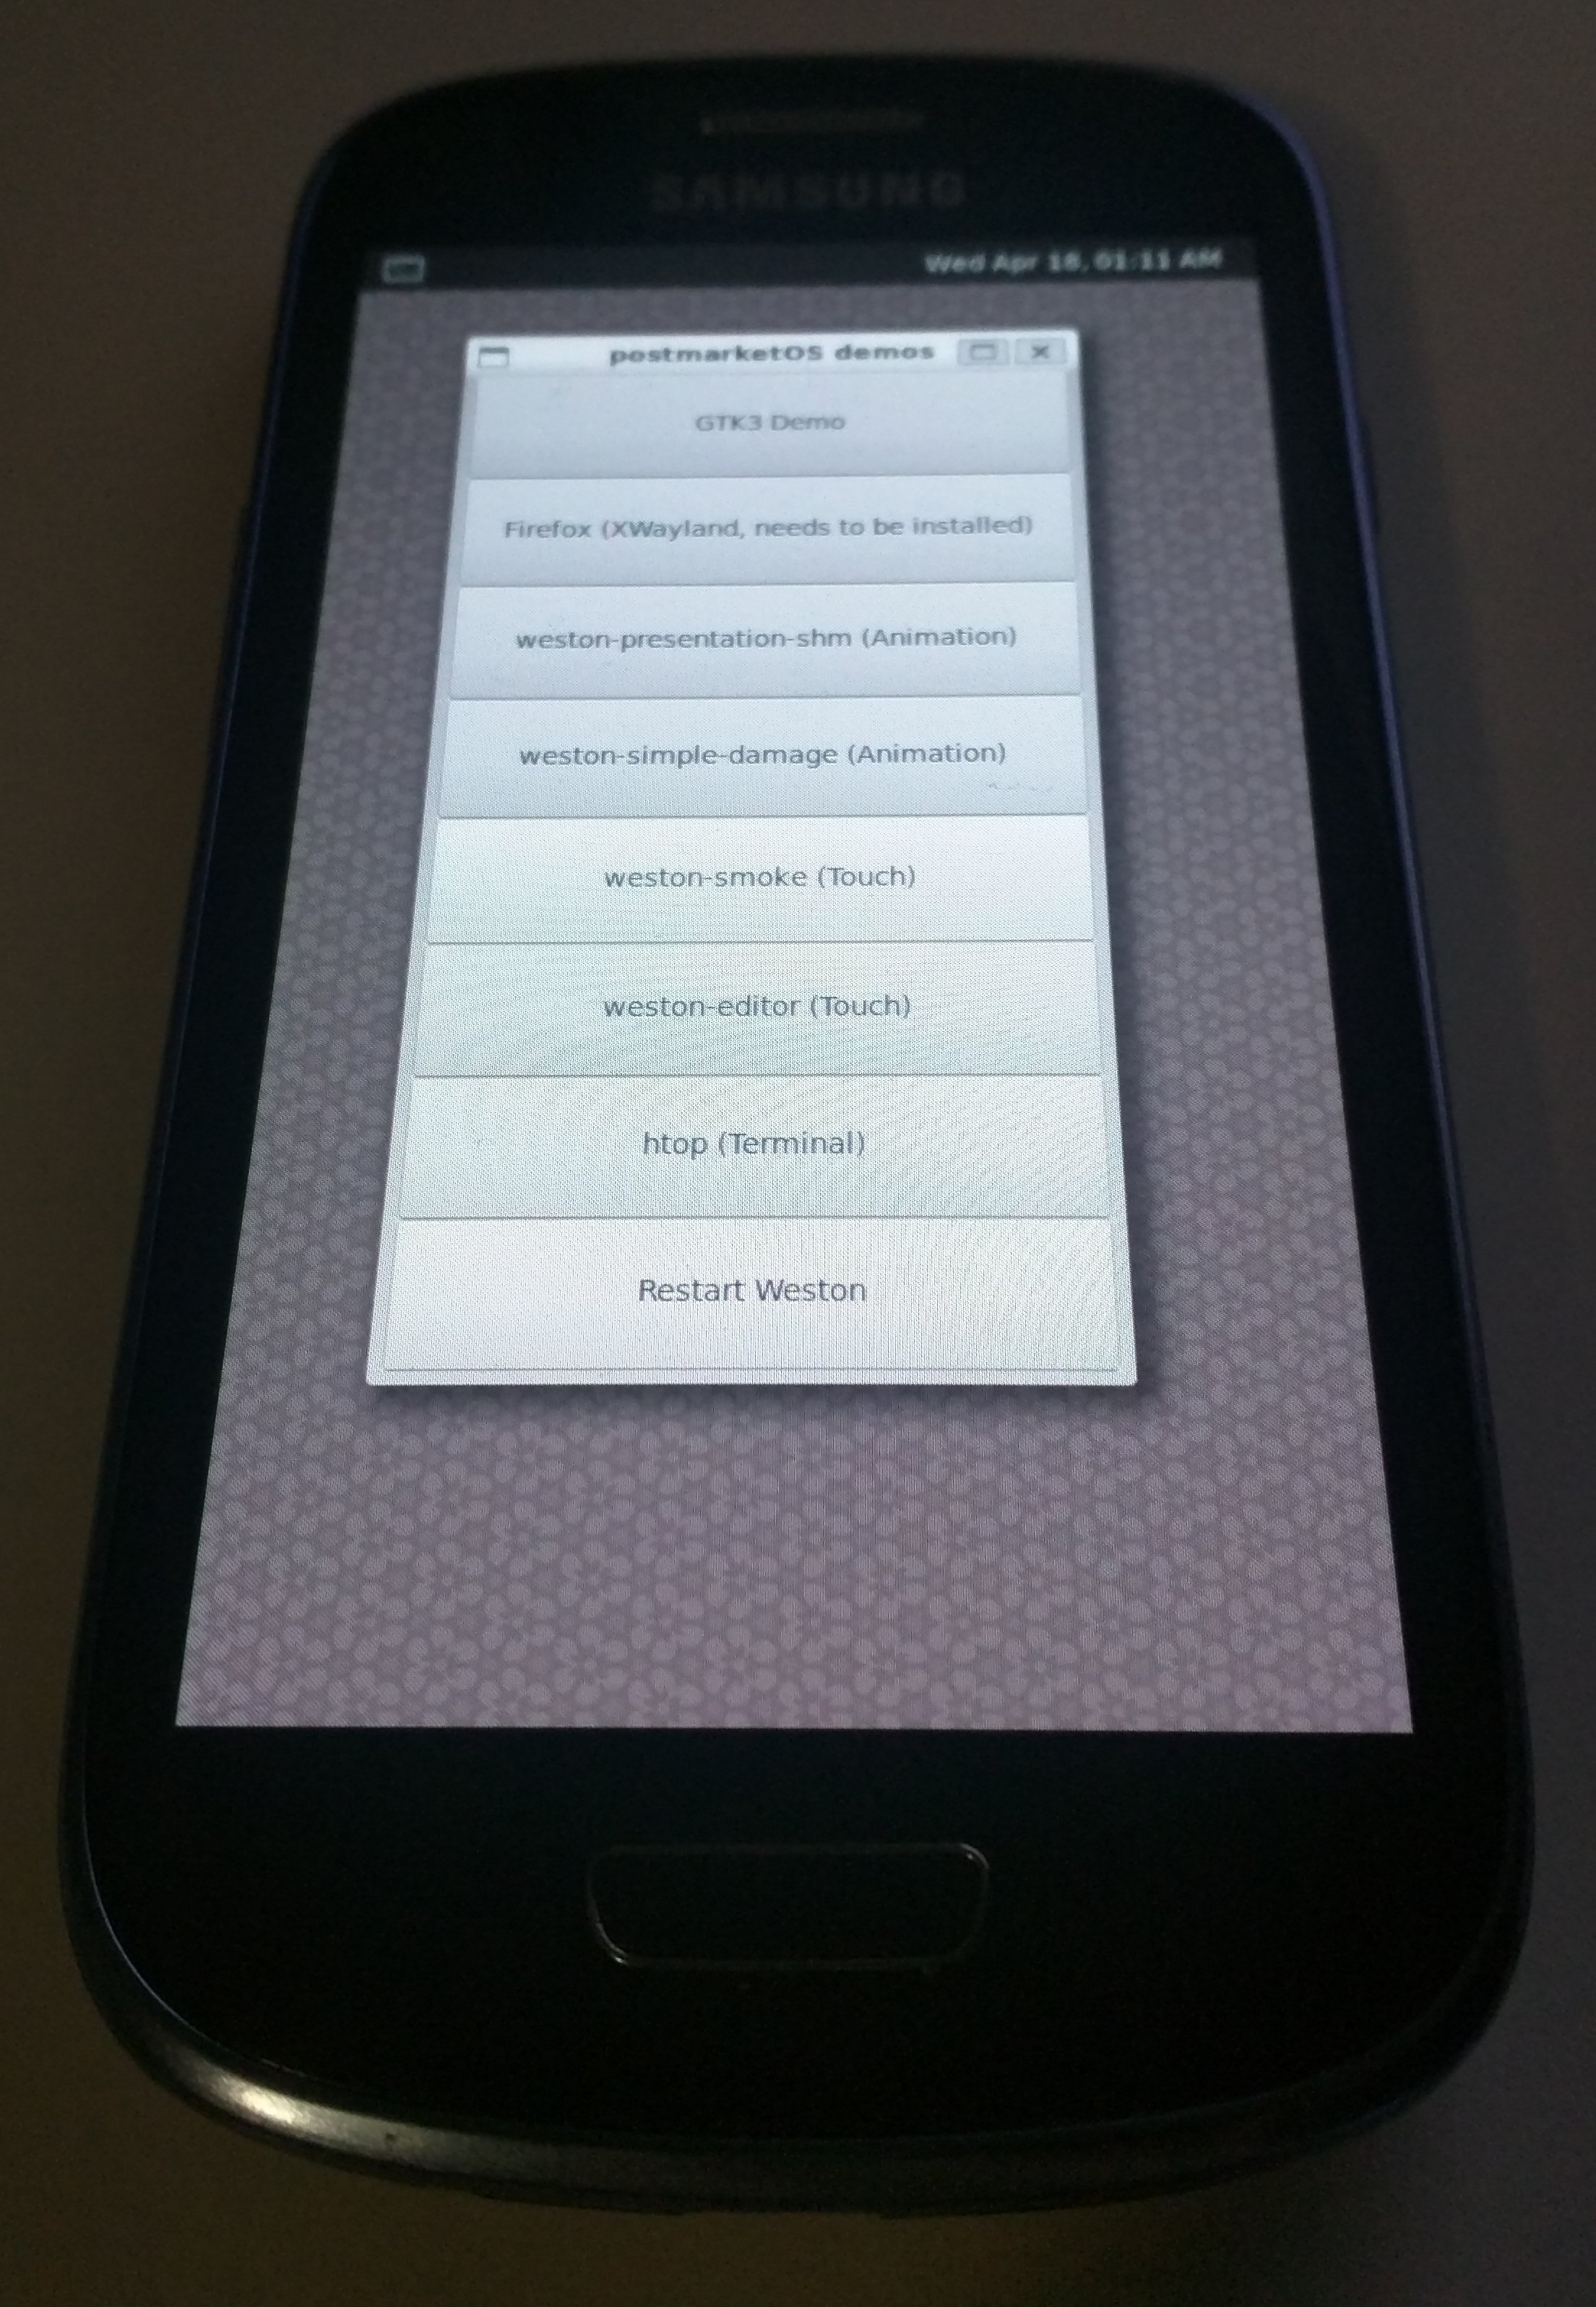 SAMSUNG
Wed Apr 18, 01:11 AM
postmarketOS demos
GTK3 Demo
Firefox (XWayland, needs to be installed)
weston-presentation-shm (Animation)
weston-simple-damage (Animation)
weston-smoke (Touch)
weston-editor (Touch)
htop (Terminal)
Restart Weston